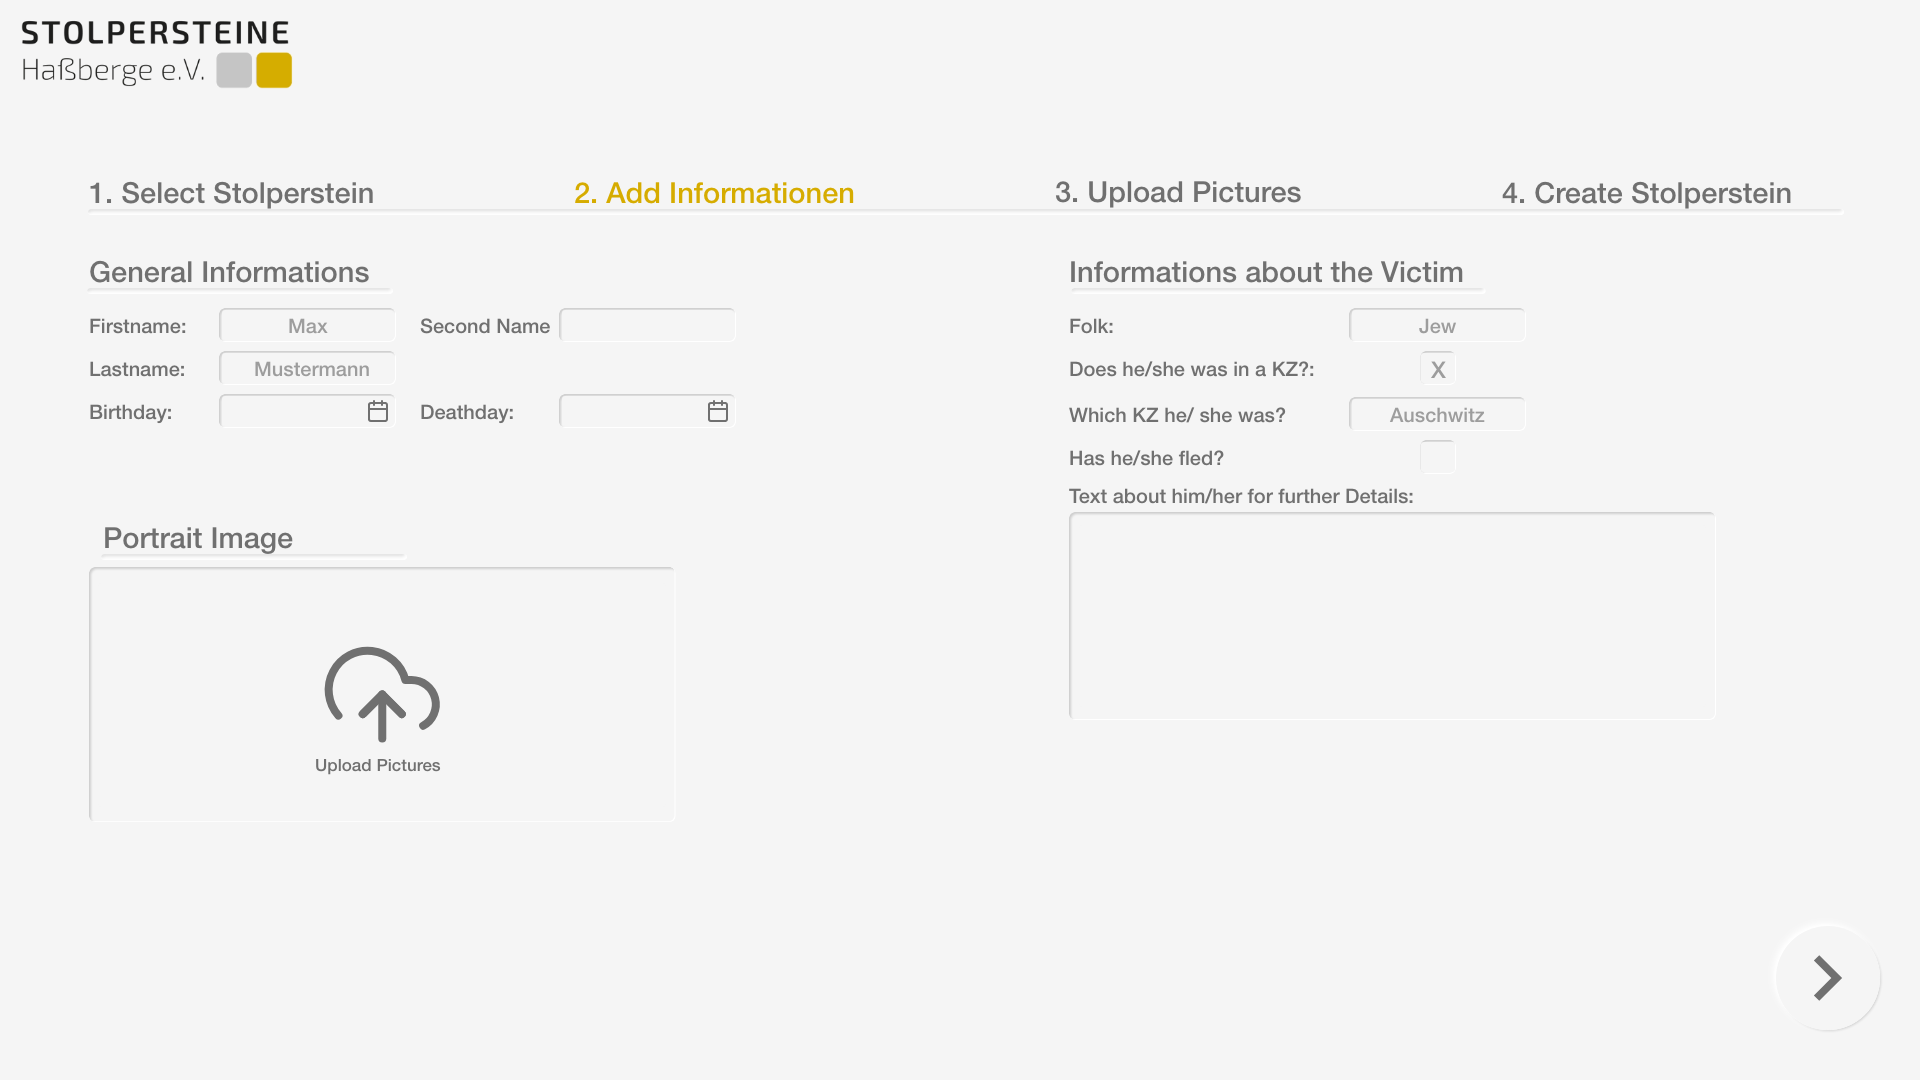 STOLPERSTEINE
Haßberge e.V.
1. Select Stolperstein
2. Add Informationen
3. Upload Pictures
4. Create Stolperstein
General Informations
Firstname: Max
Second Name
Lastname: Mustermann
Birthday:
Deathday:
Portrait Image
Upload Pictures
Informations about the Victim
Folk: Jew
Does he/she was in a KZ?: X
Which KZ he/ she was? Auschwitz
Has he/she fled?
Text about him/her for further Details: